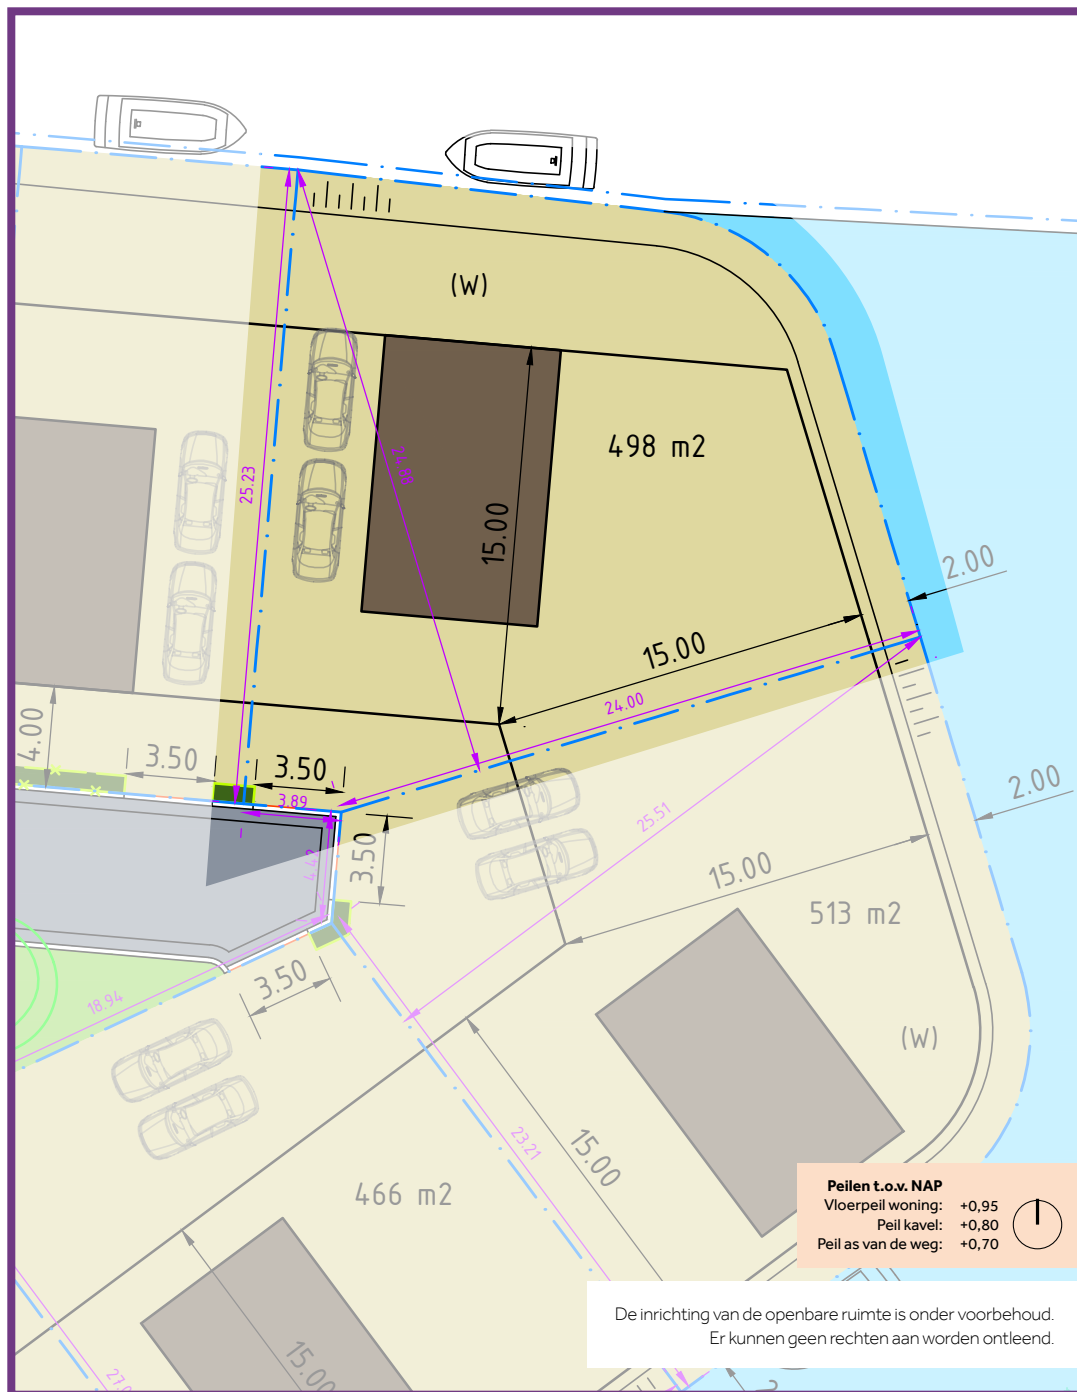 (W)
498 m2
25.23
15.00
2.00
15.00
24.00
4.00
3.50
3.50
3.89
2.00
25.51
3.50
15.00
513 m2
18.94
3.50
(W)
23.21
15.00
466 m2
Peilen t.o.v. NAP
Vloerpeil woning: +0,95
Peil kavel: +0,80
Peil as van de weg: +0,70
De inrichting van de openbare ruimte is onder voorbehoud.
Er kunnen geen rechten aan worden ontleend.
15.00